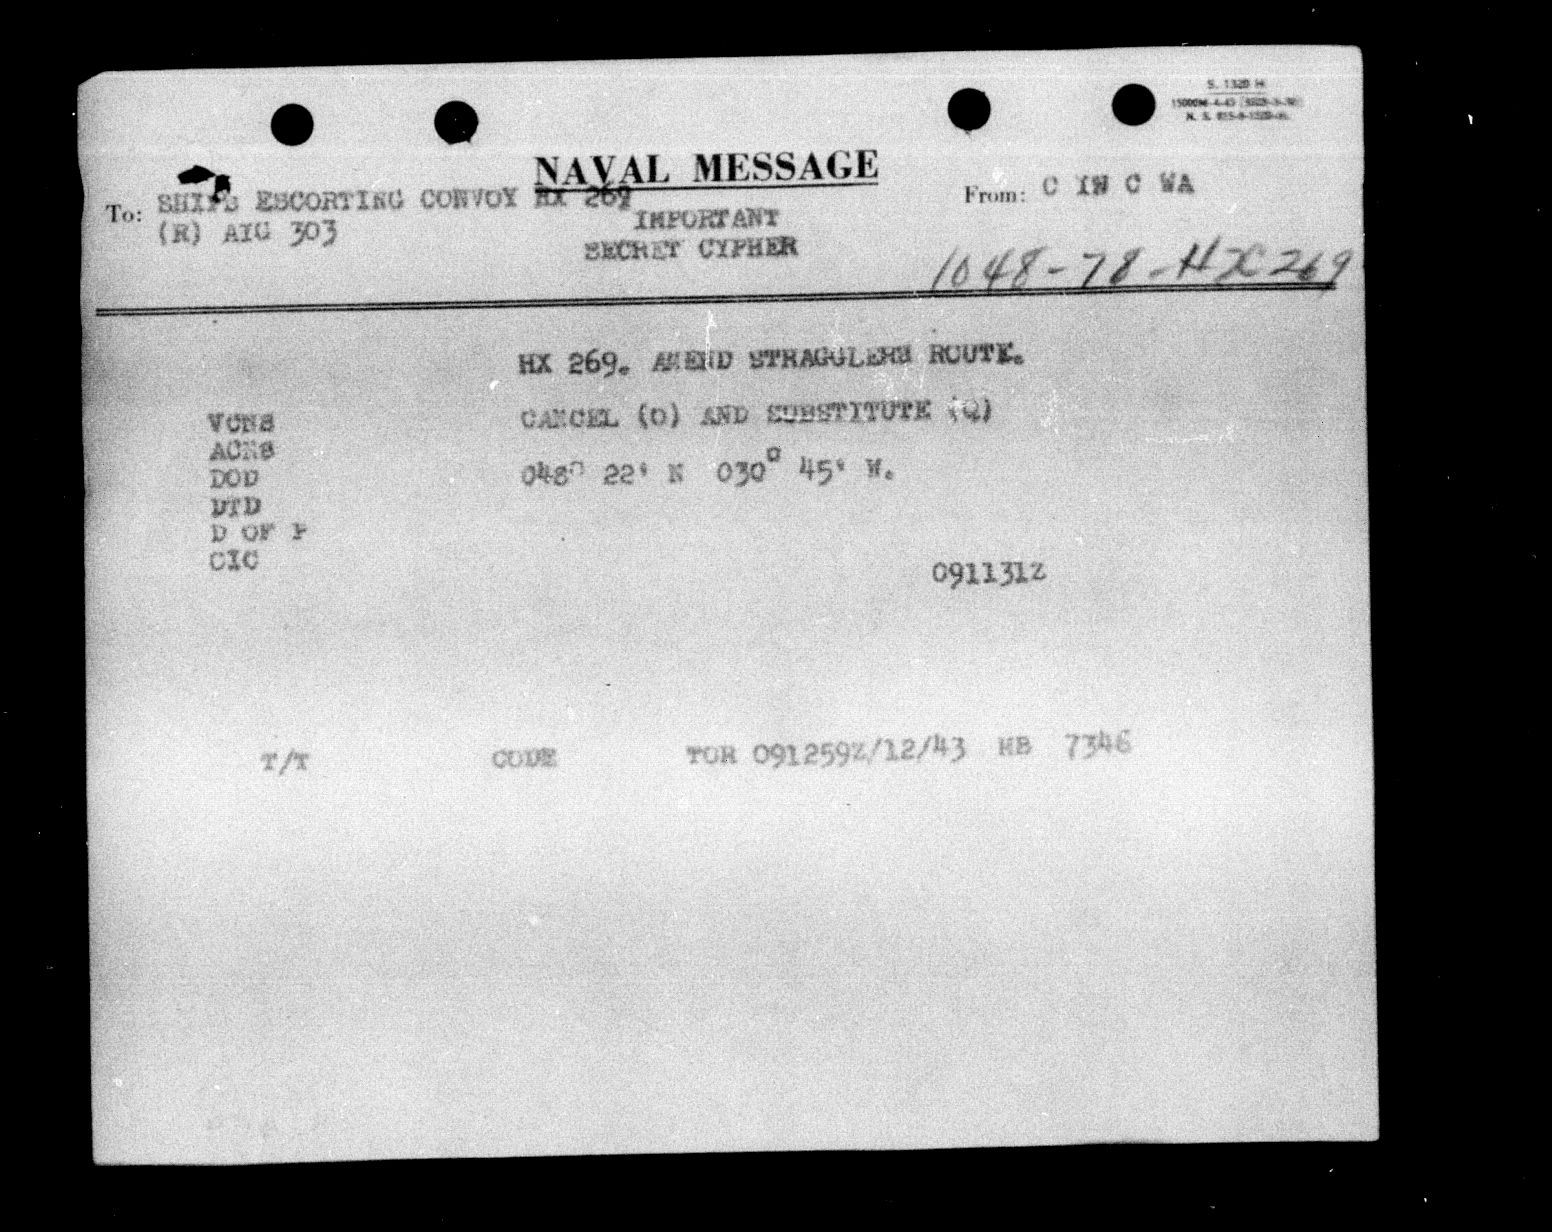 S. 1320 H
NAVAL MESSAGE
To: SHIPS ESCORTING CONVOY HX 269
From: C IN C WA
(R) AIG 303
IMPORTANT
SECRET CYPHER
1048-78-HX269
HX 269. AMEND STRAGGLERS ROUTE.
VCNS
CANCEL (O) AND SUBSTITUTE (Q)
ACNS
DOD
048° 22' N 030° 45' W.
DTD
D OF P
CIC
091131Z
T/T CODE TOR 091259Z/12/43 HB 7346